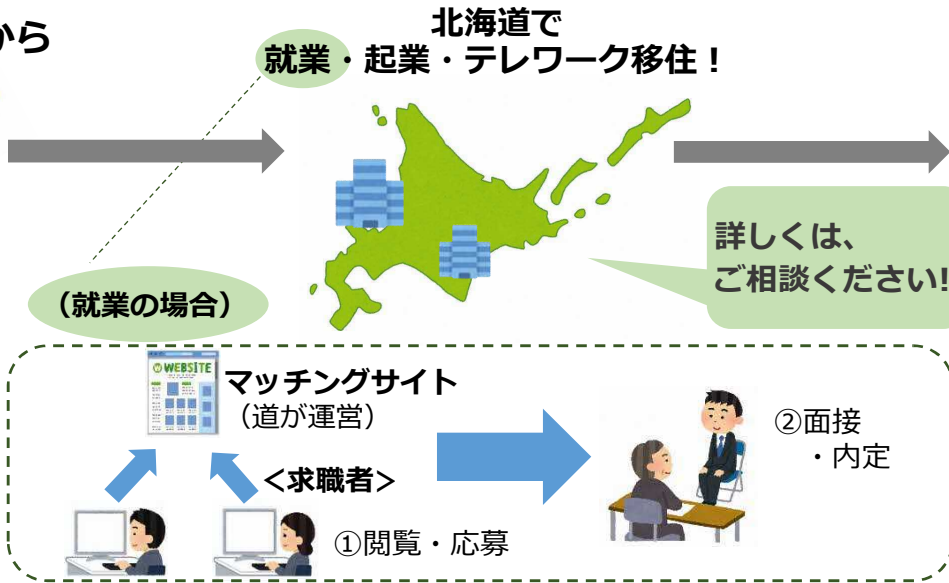 から
北海道で
就業・起業・テレワーク移住！
詳しくは、
ご相談ください!
（就業の場合）
WEBSITE
マッチングサイト
（道が運営）
＜求職者＞
①閲覧・応募
②面接
・内定